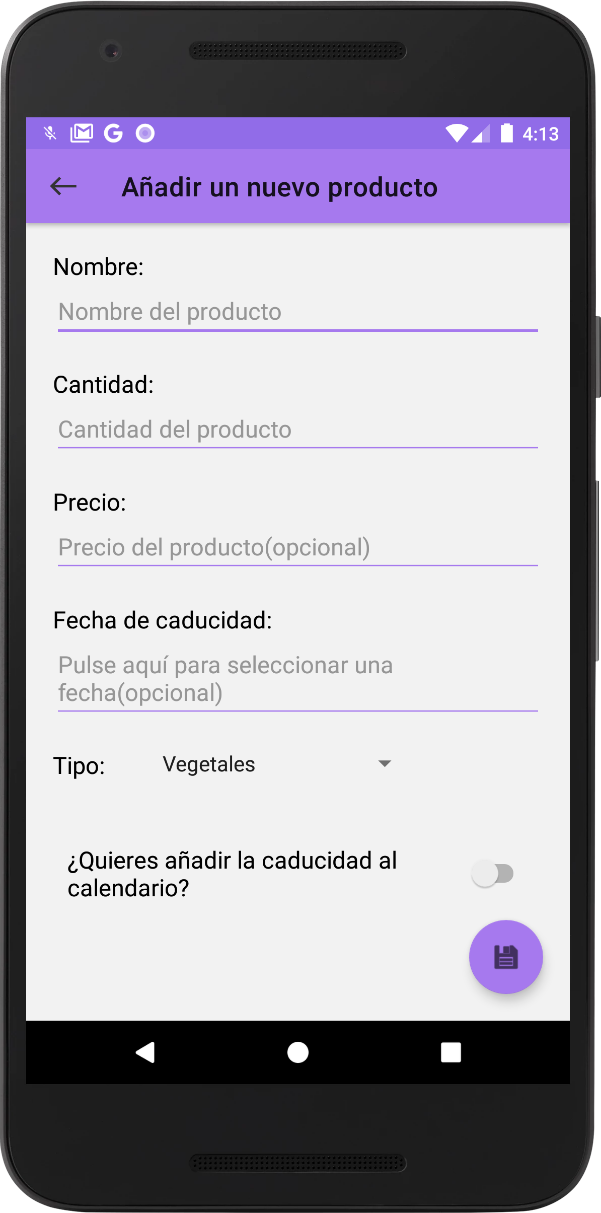 4:13
Añadir un nuevo producto
Nombre:
Nombre del producto
Cantidad:
Cantidad del producto
Precio:
Precio del producto(opcional)
Fecha de caducidad:
Pulse aquí para seleccionar una
fecha(opcional)
Tipo:
Vegetales
¿Quieres añadir la caducidad al
calendario?